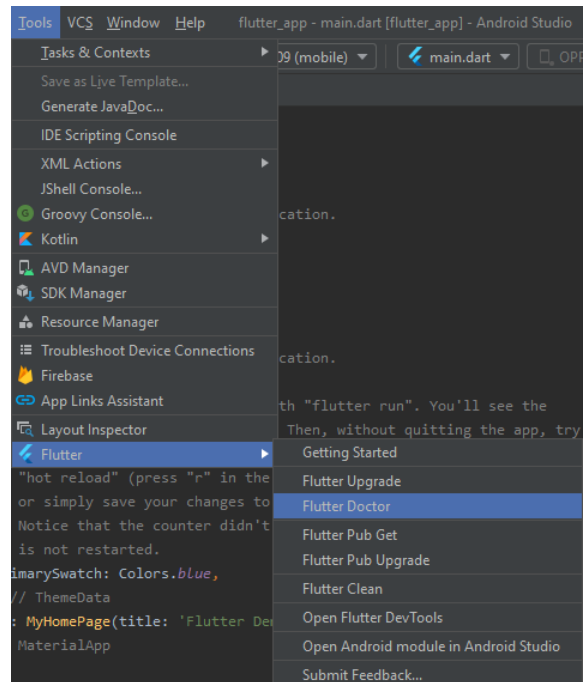 Tools VCS Window Help flutter_app - main.dart [flutter_app] - Android Studio
Tasks & Contexts
09 (mobile) main.dart OPP
Save as Live Template...
Generate JavaDoc...
IDE Scripting Console
XML Actions
JShell Console...
G Groovy Console...
cation.
Kotlin
AVD Manager
SDK Manager
Resource Manager
Troubleshoot Device Connections
cation.
Firebase
App Links Assistant
th "flutter run". You'll see the
Layout Inspector
Then, without quitting the app, try
Flutter
Getting Started
"hot reload" (press "r" in the
Flutter Upgrade
or simply save your changes to
Flutter Doctor
Notice that the counter didn't
Flutter Pub Get
is not restarted.
Flutter Pub Upgrade
imarySwatch: Colors.blue,
Flutter Clean
// ThemeData
: MyHomePage(title: 'Flutter De
Open Flutter DevTools
MaterialApp
Open Android module in Android Studio
Submit Feedback...